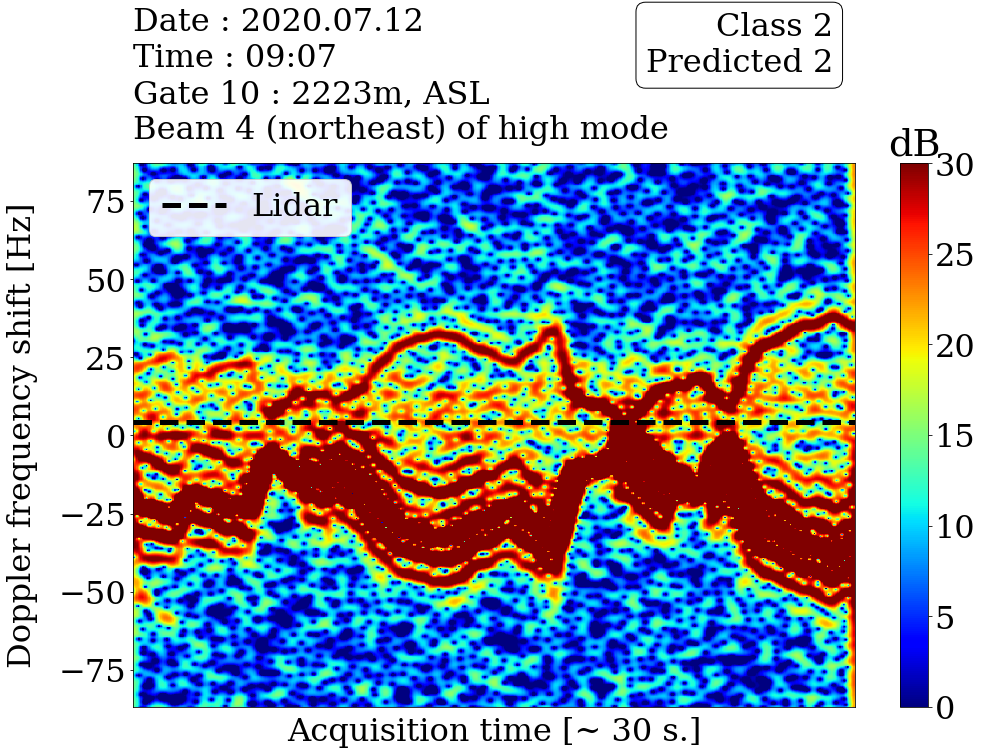 Date : 2020.07.12
Time : 09:07
Gate 10 : 2223m, ASL
Beam 4 (northeast) of high mode
Class 2
Predicted 2
dB
Lidar
Doppler frequency shift [Hz]
75
50
25
0
−25
−50
−75
Acquisition time [~ 30 s.]
30
25
20
15
10
5
0